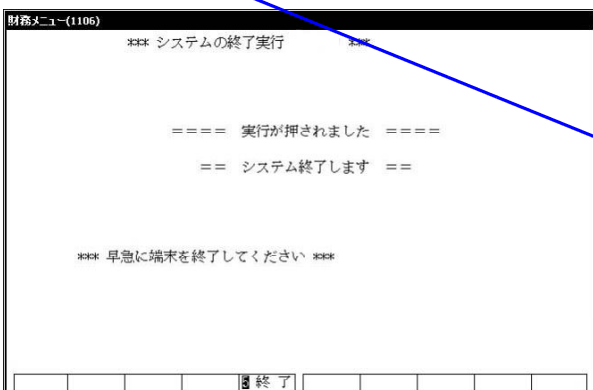 財務メニュー(1106)
*** システムの終了実行 ***
==== 実行が押されました ====
== システム終了します ==
*** 早急に端末を終了してください ***
5 終 了